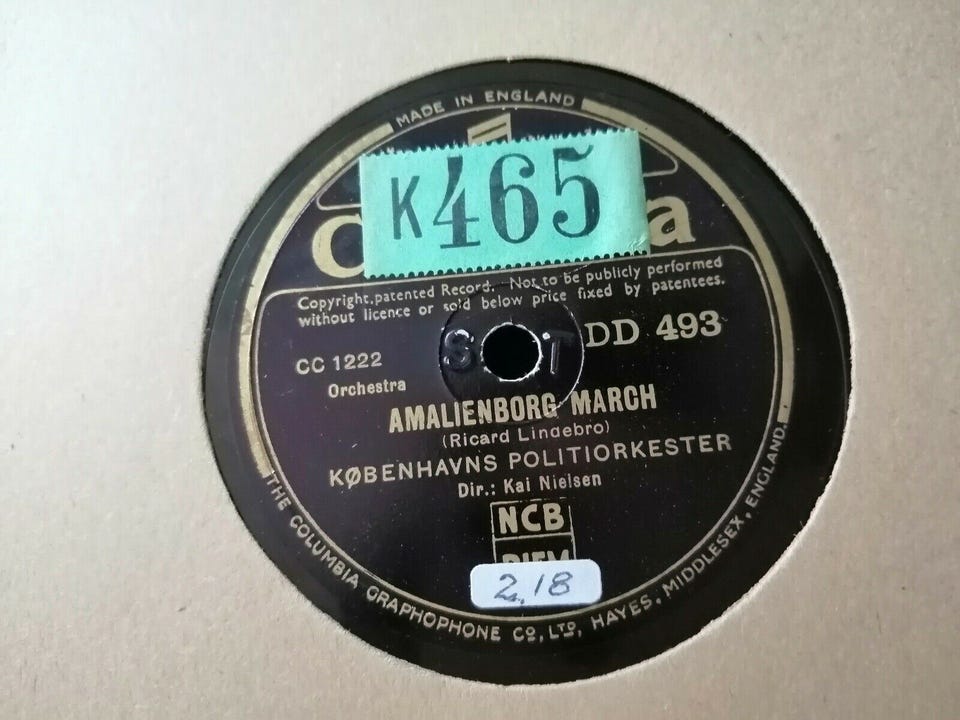 MADE IN ENGLAND
K465
Copyright, patented Record. Not to be publicly performed
without licence or sold below price fixed by patentees.
DD 493
CC 1222
Orchestra
AMALIENBORG MARCH
(Ricard Lindebro)
KØBENHAVNS POLITIORKESTER
Dir.: Kai Nielsen
NCB
2.18
THE COLUMBIA GRAPHOPHONE CO, LTD, HAYES, MIDDLESEX, ENGLAND.